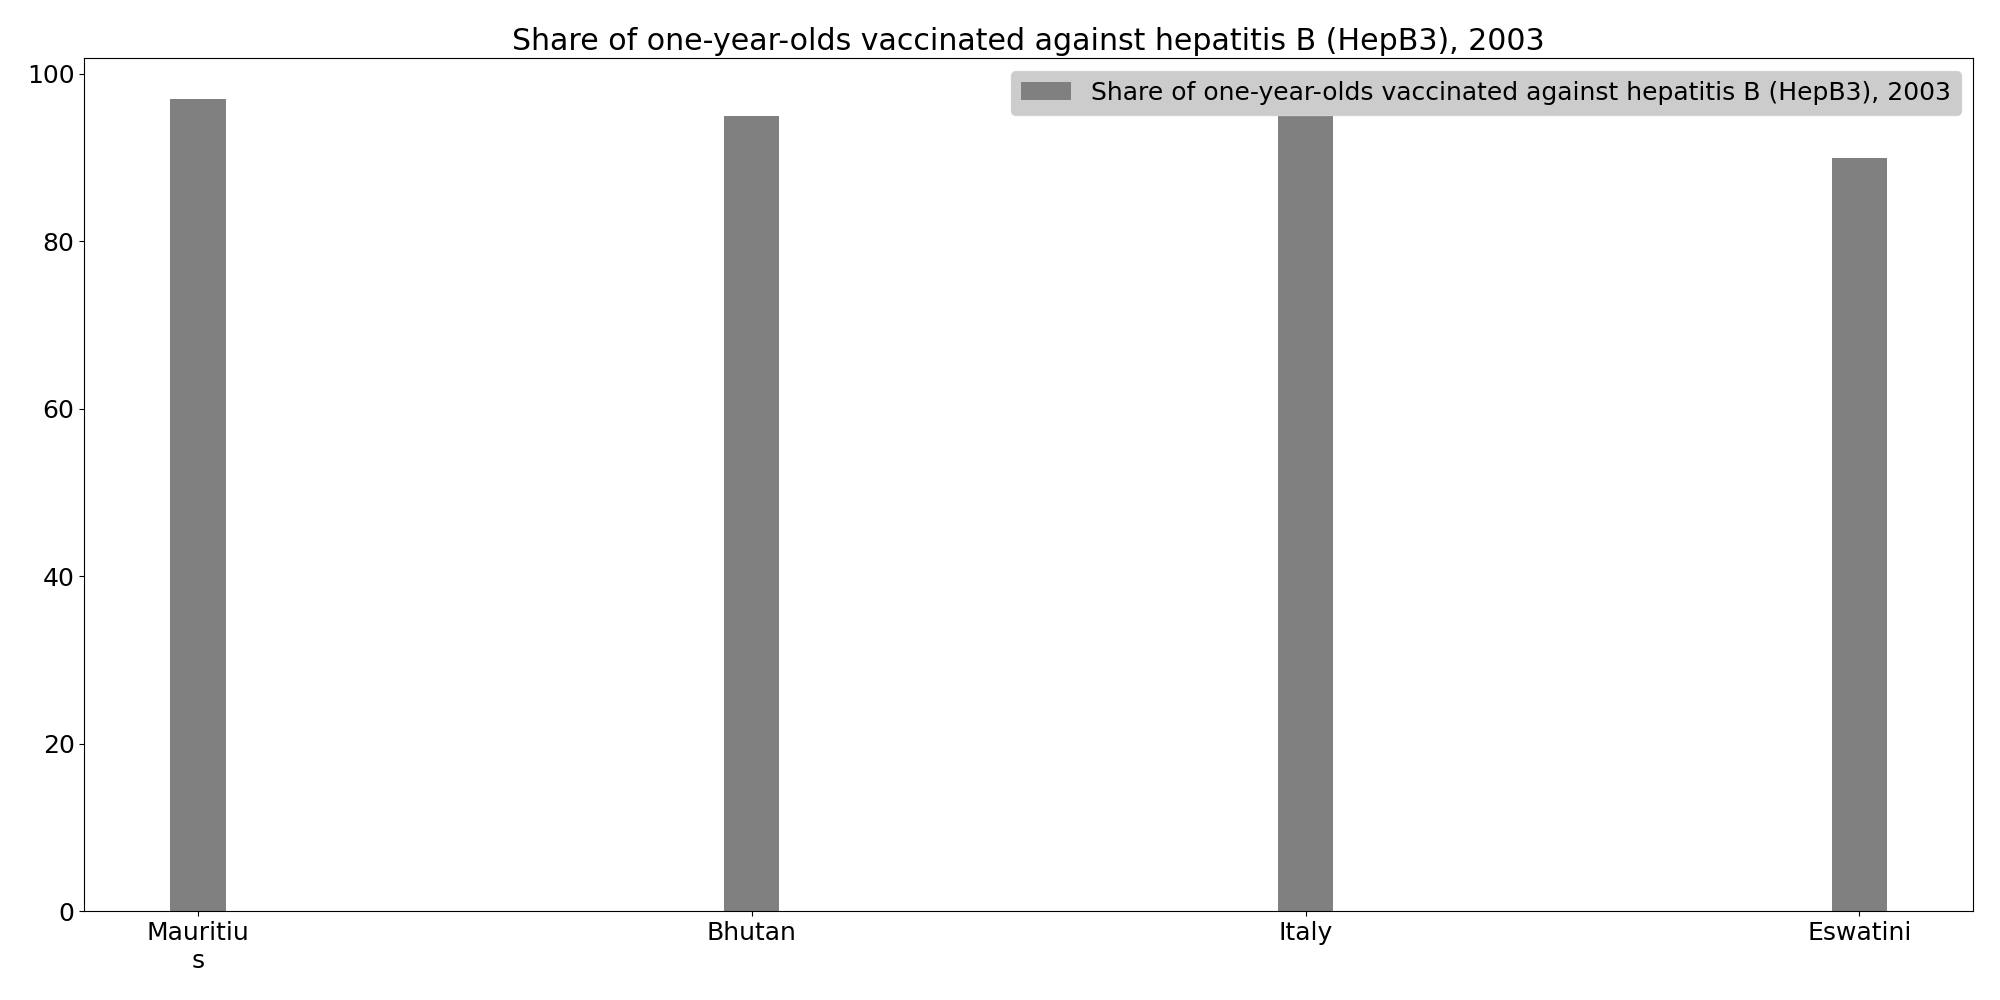 Share of one-year-olds vaccinated against hepatitis B (HepB3), 2003
Share of one-year-olds vaccinated against hepatitis B (HepB3), 2003
100
80
60
40
20
0
Mauritiu
s
Bhutan
Italy
Eswatini